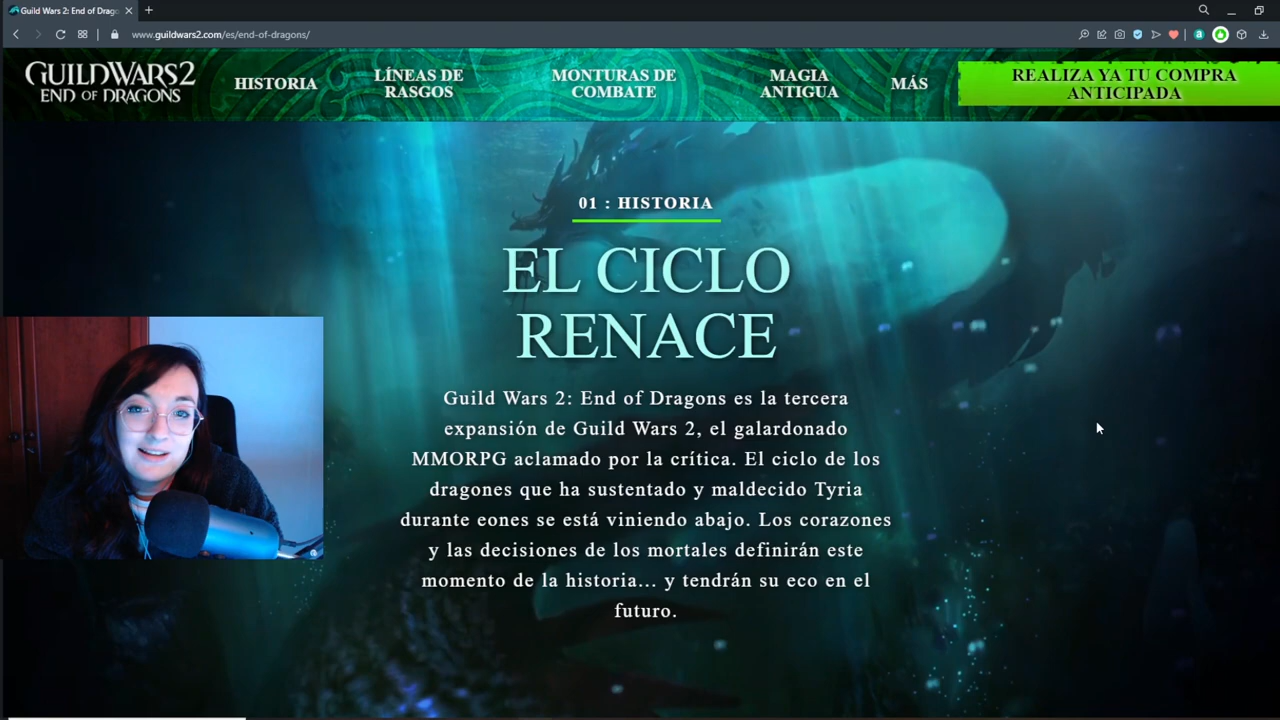 Guild Wars 2: End of Drago
www.guildwars2.com/es/end-of-dragons/
GUILD WARS 2
END OF DRAGONS
HISTORIA
LÍNEAS DE
RASGOS
MONTURAS DE
COMBATE
MAGIA
ANTIGUA
MÁS
REALIZA YA TU COMPRA
ANTICIPADA
01 : HISTORIA
EL CICLO
RENACE
Guild Wars 2: End of Dragons es la tercera
expansión de Guild Wars 2, el galardonado
MMORPG aclamado por la crítica. El ciclo de los
dragones que ha sustentado y maldecido Tyria
durante eones se está viniendo abajo. Los corazones
y las decisiones de los mortales definirán este
momento de la historia... y tendrán su eco en el
futuro.